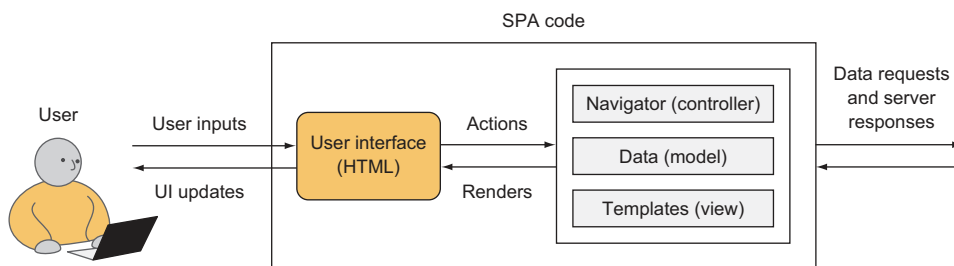 SPA code
Data requests
and server
responses
User
User inputs
UI updates
User interface
(HTML)
Actions
Renders
Navigator (controller)
Data (model)
Templates (view)